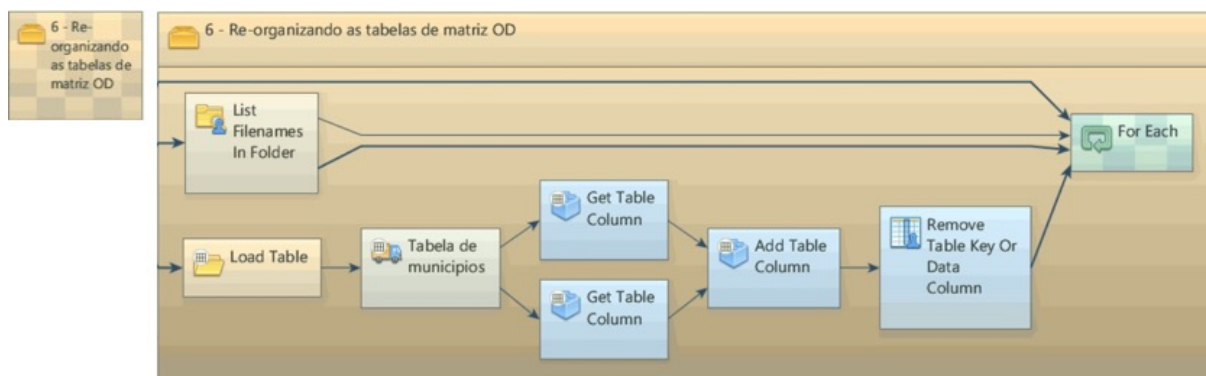 6 - Re-
organizando
as tabelas de
matriz OD
6 - Re-organizando as tabelas de matriz OD
List
Filenames
In Folder
For Each
Get Table
Column
Load Table
Tabela de
municipios
Add Table
Column
Remove
Table Key Or
Data
Column
Get Table
Column